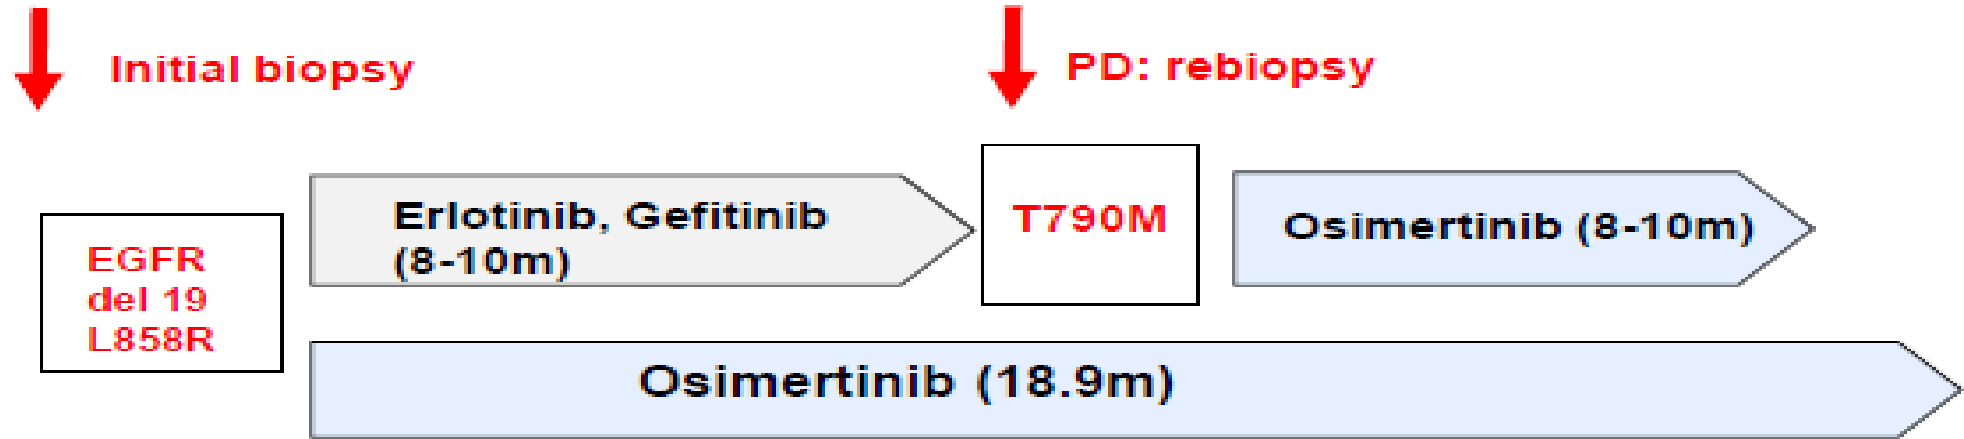 Initial biopsy
PD: rebiopsy
EGFR
del 19
L858R
Erlotinib, Gefitinib
(8-10m)
T790M
Osimertinib (8-10m)
Osimertinib (18.9m)